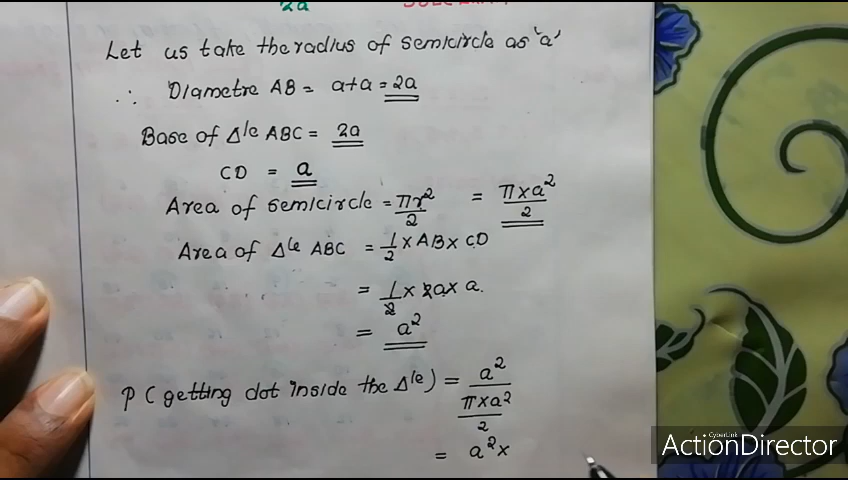 2a
Let us take the radius of semicircle as 'a'
∴ Diametre AB = a+a = 2a
Base of Δle ABC = 2a
CD = a
Area of semicircle = πr²/2 = π×a²/2
Area of Δle ABC = 1/2 × AB × CD
= 1/2 × 2a × a.
= a²
P (getting dot inside the Δle) = a²/(π×a²/2)
= a²×
CyberLink
ActionDirector